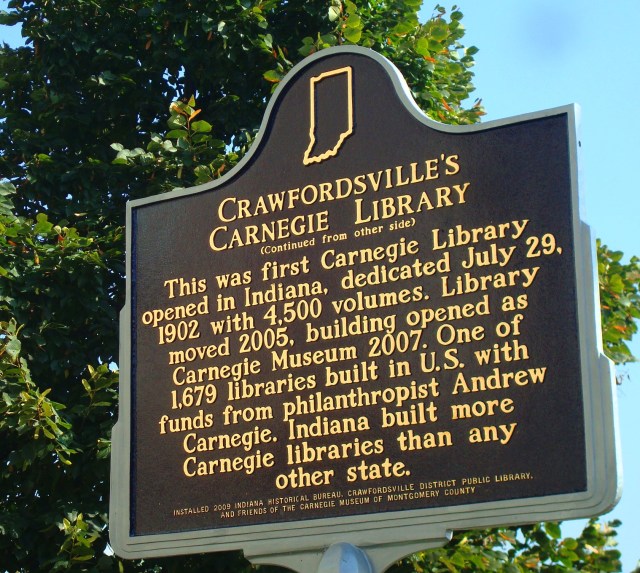 CRAWFORDSVILLE'S
CARNEGIE LIBRARY
(Continued from other side)
This was first Carnegie Library
opened in Indiana, dedicated July 29,
1902 with 4,500 volumes. Library
moved 2005, building opened as
Carnegie Museum 2007. One of
1,679 libraries built in U.S. with
funds from philanthropist Andrew
Carnegie. Indiana built more
Carnegie libraries than any
other state.
INSTALLED 2009 INDIANA HISTORICAL BUREAU, CRAWFORDSVILLE DISTRICT PUBLIC LIBRARY,
AND FRIENDS OF THE CARNEGIE MUSEUM OF MONTGOMERY COUNTY